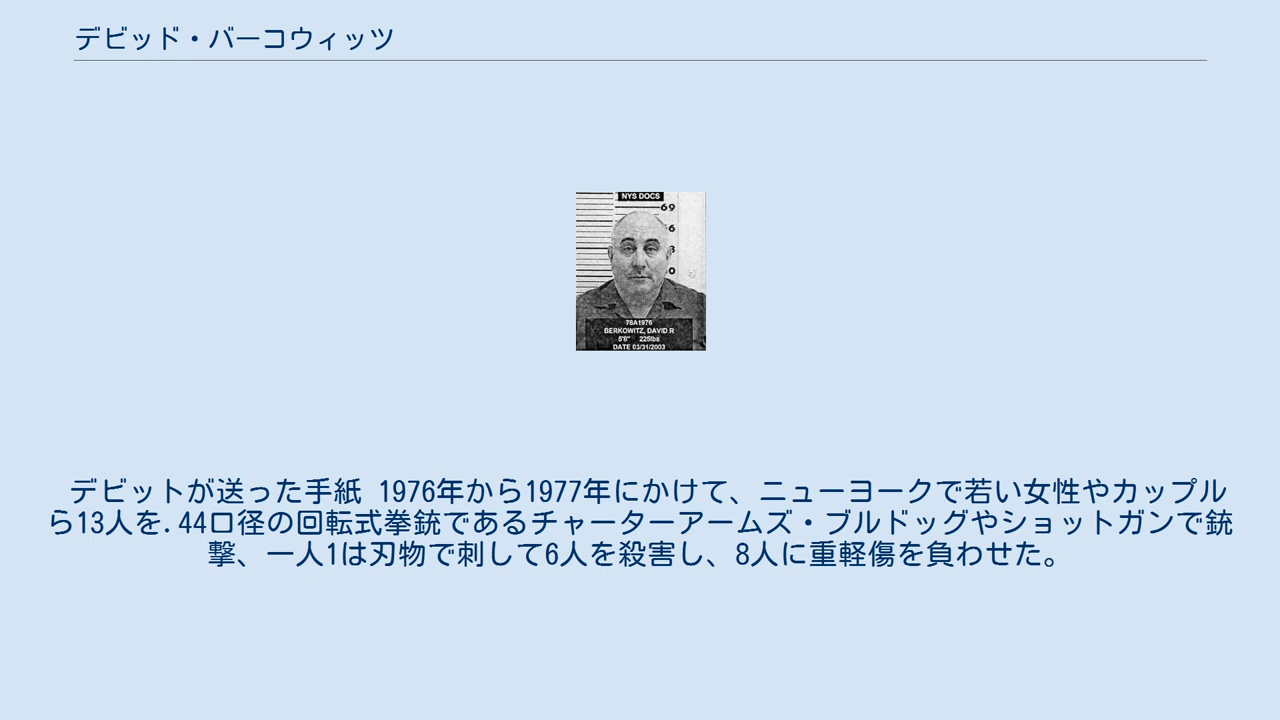 デビッド・バーコウィッツ
NYS DOCS
69
6
3
0
78A1976
BERKOWITZ, DAVID R
5'8" 225lbs
DATE 03/31/2003
デビットが送った手紙 1976年から1977年にかけて、ニューヨークで若い女性やカップル
ら13人を.44口径の回転式拳銃であるチャーターアームズ・ブルドッグやショットガンで銃
撃、一人1は刃物で刺して6人を殺害し、8人に重軽傷を負わせた。